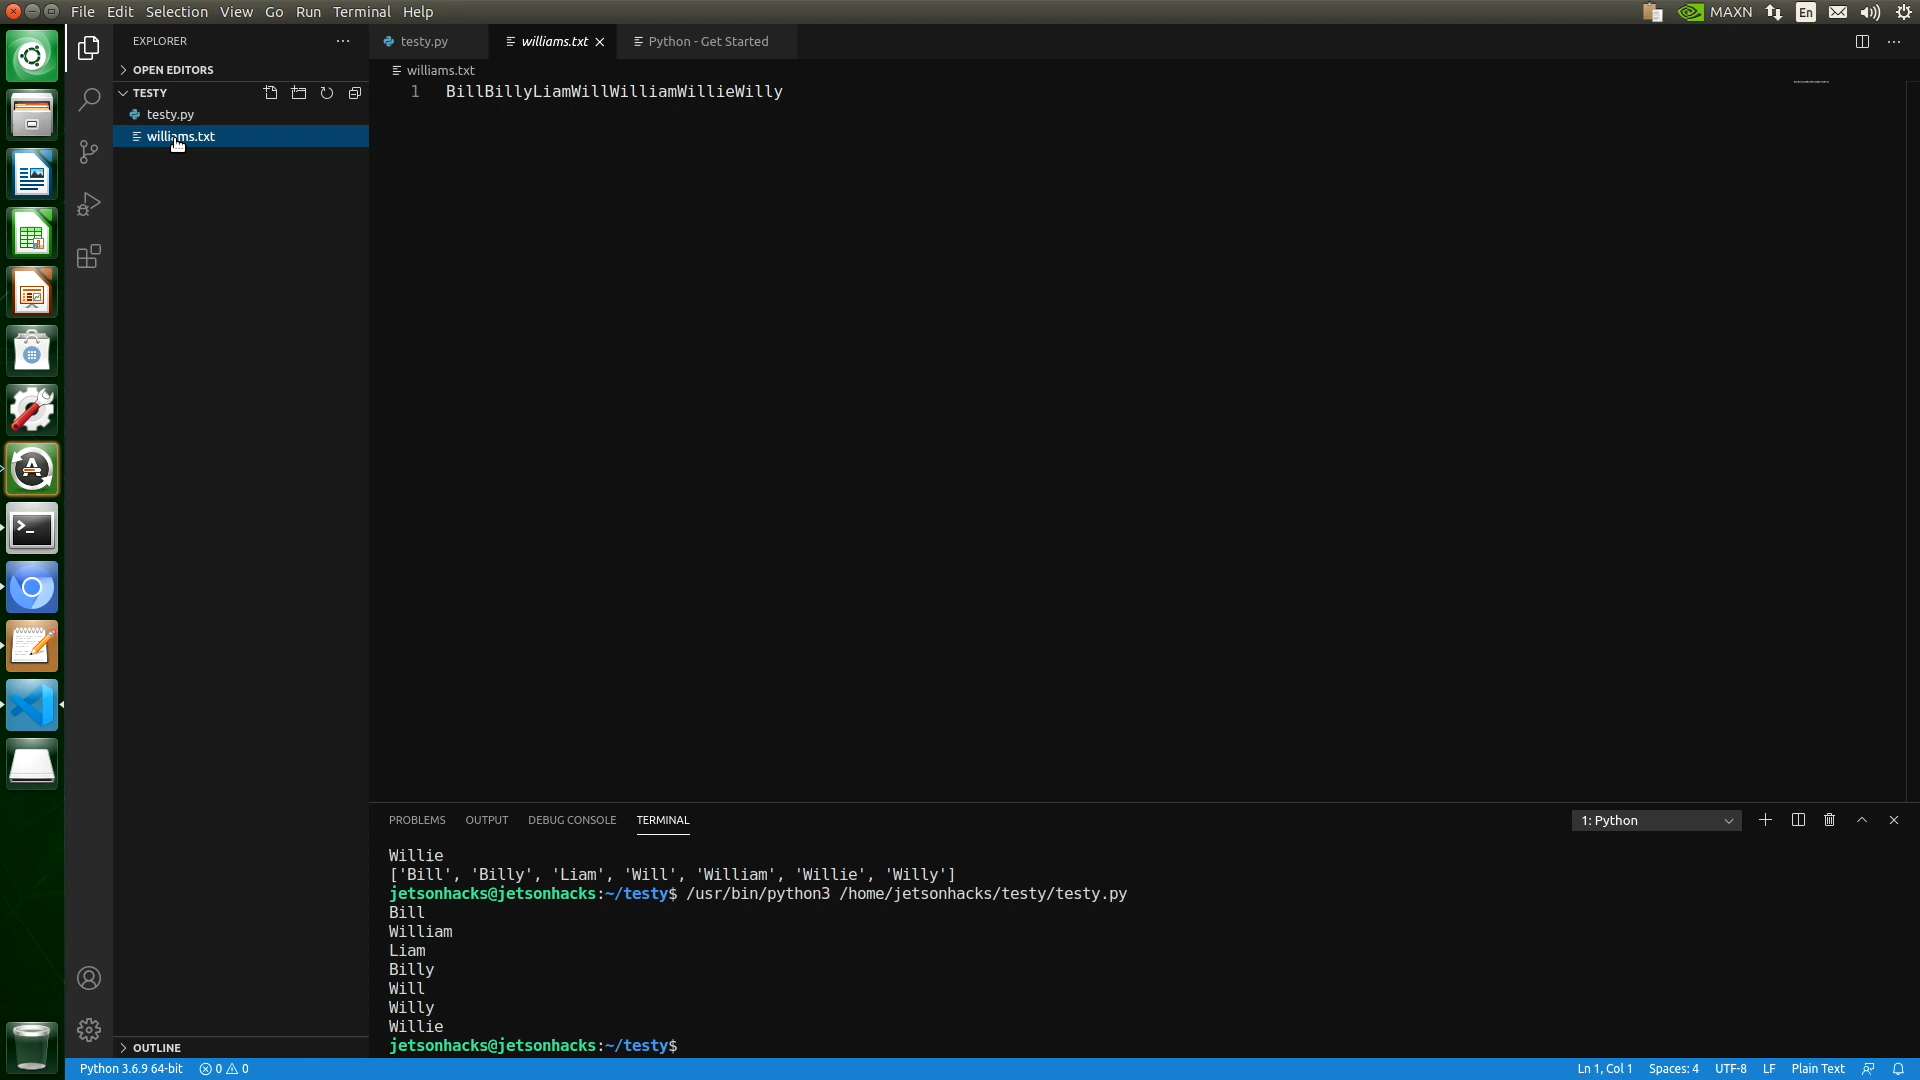 File Edit Selection View Go Run Terminal Help
MAXN En
EXPLORER
testy.py williams.txt Python - Get Started
OPEN EDITORS
williams.txt
TESTY
1 BillBillyLiamWillWilliamWillieWilly
testy.py
williams.txt
PROBLEMS OUTPUT DEBUG CONSOLE TERMINAL
1: Python
Willie
['Bill', 'Billy', 'Liam', 'Will', 'William', 'Willie', 'Willy']
jetsonhacks@jetsonhacks:~/testy$ /usr/bin/python3 /home/jetsonhacks/testy/testy.py
Bill
William
Liam
Billy
Will
Willy
Willie
jetsonhacks@jetsonhacks:~/testy$
OUTLINE
Python 3.6.9 64-bit 0 0 Ln 1, Col 1 Spaces: 4 UTF-8 LF Plain Text